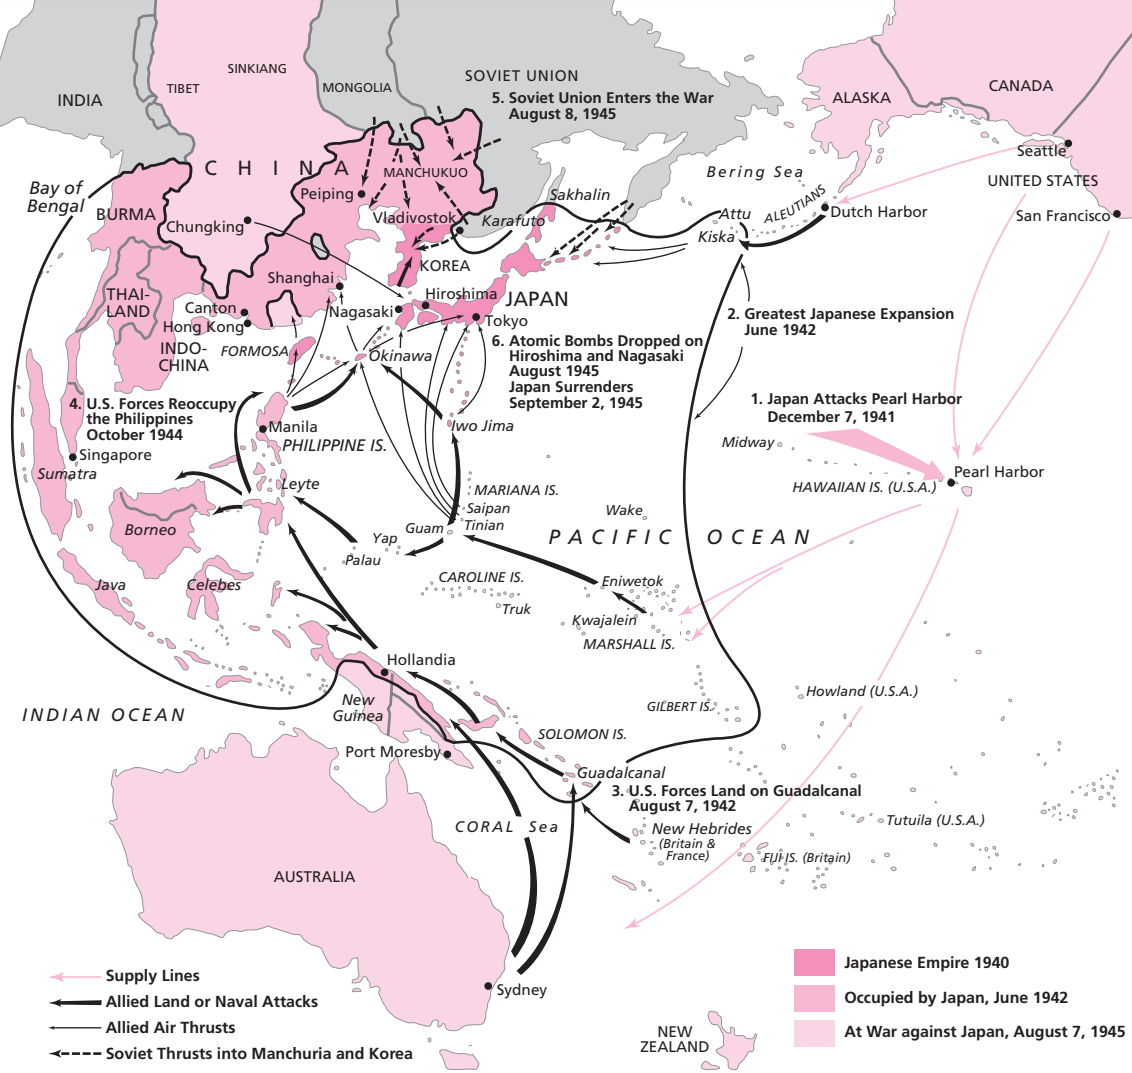 SOVIET UNION
5. Soviet Union Enters the War
August 8, 1945
SINKIANG
TIBET
MONGOLIA
INDIA
ALASKA
CANADA
Seattle
UNITED STATES
San Francisco
C H I N A
MANCHUKUO
Peiping
Bering Sea
Sakhalin
Bay of
Bengal
BURMA
Chungking
Vladivostok
Karafuto
Attu
ALEUTIANS
Dutch Harbor
Kiska
KOREA
Shanghai
THAI-
LAND
Canton
Hong Kong
Nagasaki
Hiroshima
JAPAN
Tokyo
2. Greatest Japanese Expansion
June 1942
INDO-
CHINA
FORMOSA
Okinawa
6. Atomic Bombs Dropped on
Hiroshima and Nagasaki
August 1945
Japan Surrenders
September 2, 1945
4. U.S. Forces Reoccupy
the Philippines
October 1944
1. Japan Attacks Pearl Harbor
December 7, 1941
Manila
PHILIPPINE IS.
Iwo Jima
Midway
Singapore
Sumatra
Leyte
Pearl Harbor
HAWAIIAN IS. (U.S.A.)
MARIANA IS.
Saipan
Tinian
Guam
Wake
Borneo
Yap
Palau
PACIFIC OCEAN
Java
Celebes
CAROLINE IS.
Truk
Eniwetok
Kwajalein
MARSHALL IS.
Hollandia
New
Guinea
INDIAN OCEAN
GILBERT IS.
Howland (U.S.A.)
Port Moresby
SOLOMON IS.
Guadalcanal
3. U.S. Forces Land on Guadalcanal
August 7, 1942
CORAL Sea
New Hebrides
(Britain &
France)
Tutuila (U.S.A.)
FIJI IS. (Britain)
AUSTRALIA
Sydney
NEW
ZEALAND
Supply Lines
Allied Land or Naval Attacks
Allied Air Thrusts
Soviet Thrusts into Manchuria and Korea
Japanese Empire 1940
Occupied by Japan, June 1942
At War against Japan, August 7, 1945